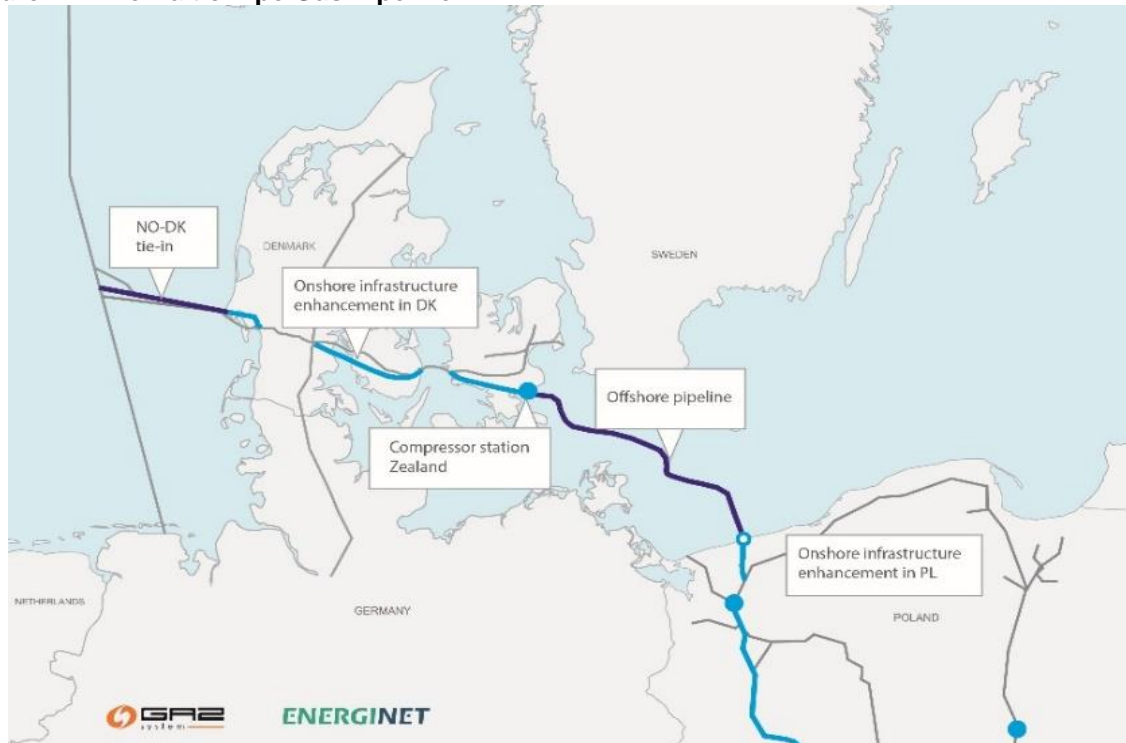 NO-DK
tie-in
DENMARK
SWEDEN
Onshore infrastructure
enhancement in DK
Offshore pipeline
Compressor station
Zealand
Onshore infrastructure
enhancement in PL
NETHERLANDS
GERMANY
POLAND
GAZ
system
ENERGINET